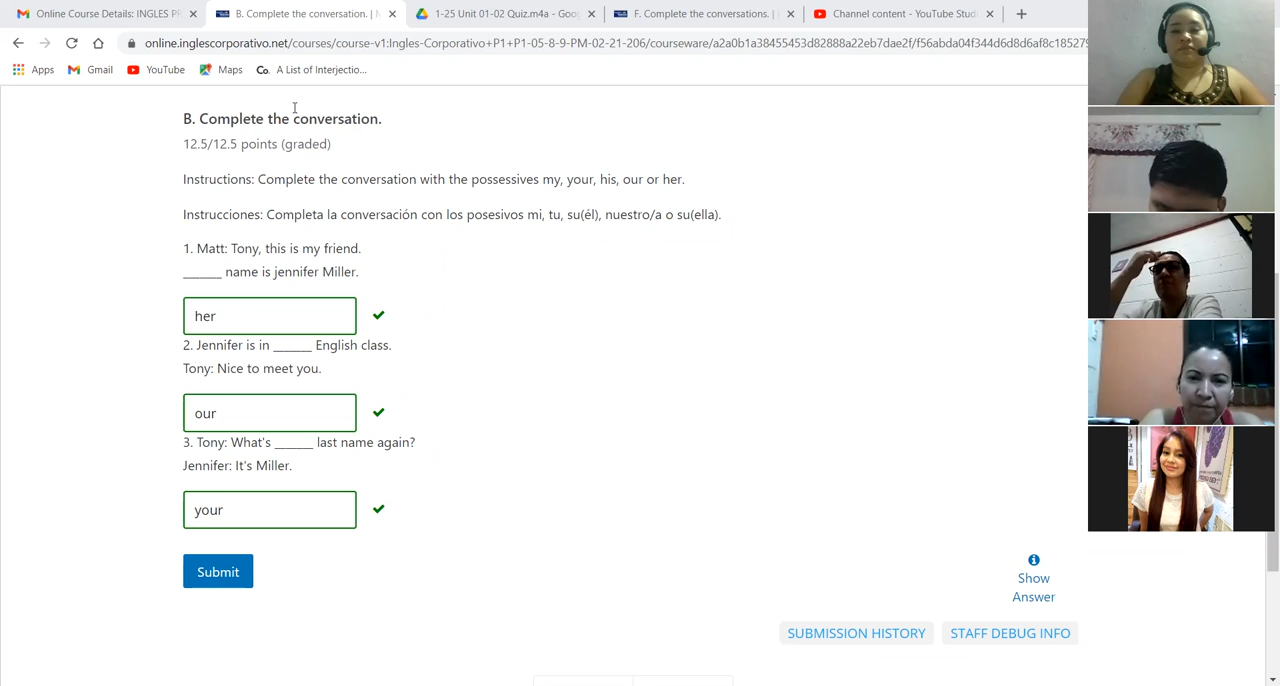 Online Course Details: INGLES PR
B. Complete the conversation. | N
1-25 Unit 01-02 Quiz.m4a - Goo
F. Complete the conversations. |
Channel content - YouTube Stud
online.inglescorporativo.net/courses/course-v1:Ingles-Corporativo+P1+P1-05-8-9-PM-02-21-206/courseware/a2a0b1a38455453d82888a22eb7dae2f/f56abda04f344d6d8d6af8c185279
Apps Gmail YouTube Maps Co. A List of Interjectio...
B. Complete the conversation.
12.5/12.5 points (graded)
Instructions: Complete the conversation with the possessives my, your, his, our or her.
Instrucciones: Completa la conversación con los posesivos mi, tu, su(él), nuestro/a o su(ella).
1. Matt: Tony, this is my friend.
______ name is jennifer Miller.
her
2. Jennifer is in ______ English class.
Tony: Nice to meet you.
our
3. Tony: What's ______ last name again?
Jennifer: It's Miller.
your
Submit
Show
Answer
SUBMISSION HISTORY STAFF DEBUG INFO